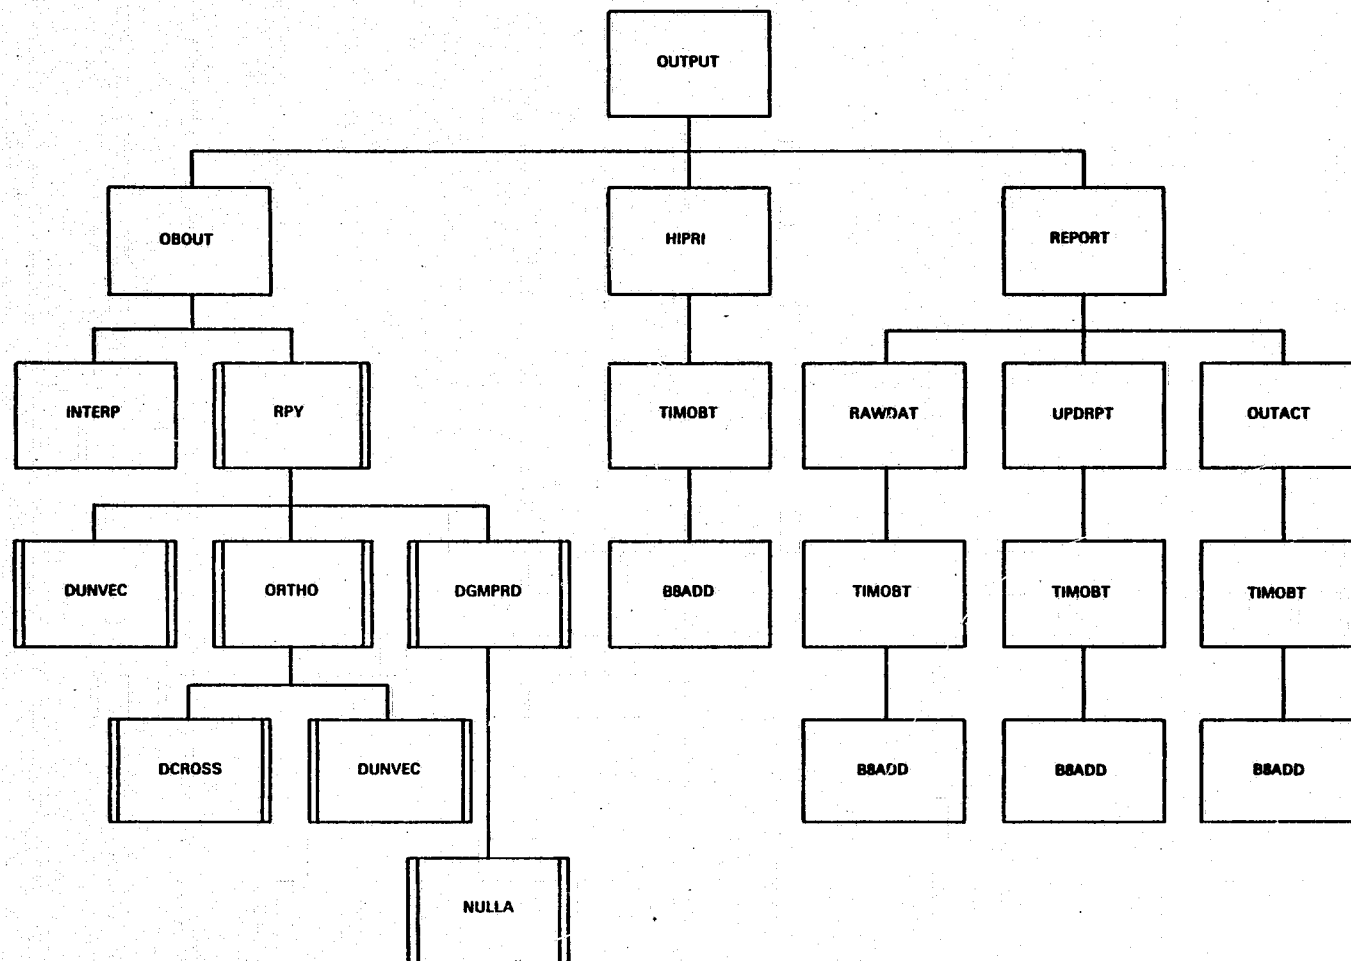 OUTPUT
OBOUT
HIPRI
REPORT
INTERP
RPY
TIMOBT
RAWDAT
UPDRPT
OUTACT
DUNVEC
ORTHO
DGMPRD
B8ADD
TIMOBT
TIMOBT
TIMOBT
DCROSS
DUNVEC
B8ADD
B8ADD
B8ADD
NULLA